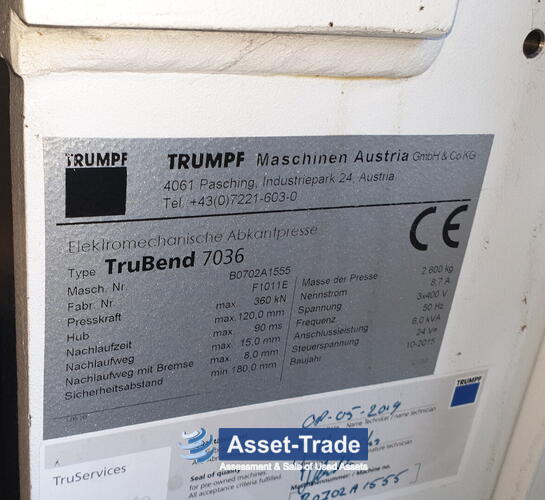 TRUMPF
TRUMPF Maschinen Austria GmbH & Co KG
4061 Pasching, Industriepark 24, Austria
Tel. +43(0)7221-603-0
Elektromechanische Abkantpresse
Type TruBend 7036
Masch. Nr. B0702A1555
Fabr. Nr. F1011E
Presskraft max. 360 kN
Hub max. 120,0 mm
Nachlaufzeit max. 90 ms
Nachlaufweg max. 15,0 mm
Nachlaufweg mit Bremse max. 8,0 mm
Sicherheitsabstand min 180.0 mm
Masse der Presse 2 600 kg
Nennstrom 8,7 A
Spannung 3x400 V
Frequenz 50 Hz
Anschlussleistung 6,0 kVA
Steuerspannung 24 V=
Baujahr 10-2015
CE
TRUMPF
05-2019
Name Techniker / name technician
Asset-Trade
Assessment & Sale of Used Assets
TruServices
Seal of quality
for pre-owned machines
All acceptance criteria fulfilled.
B0702A1555